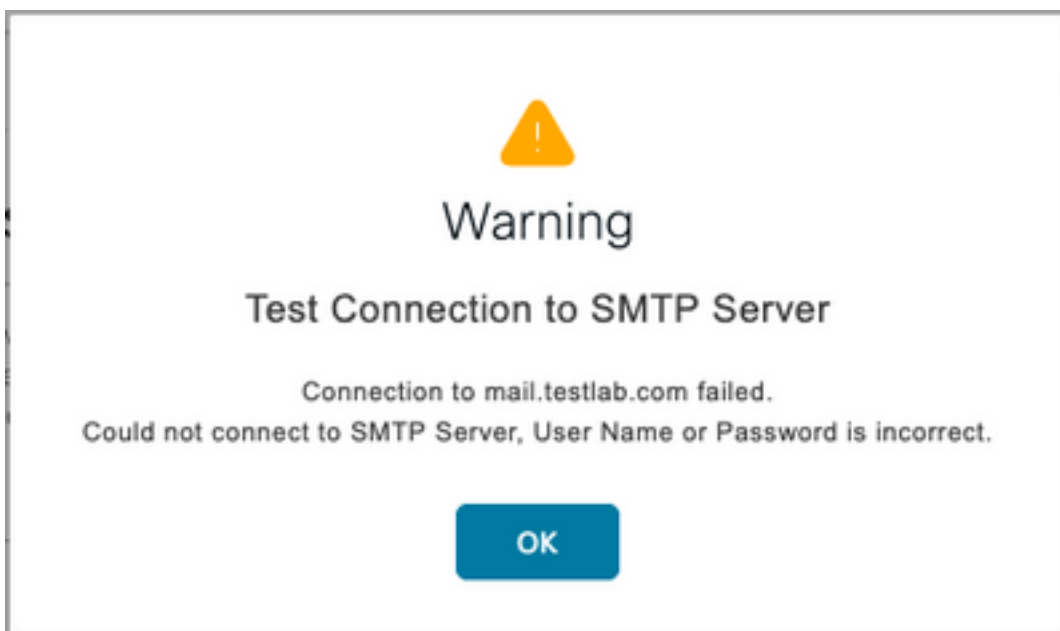 Warning
Test Connection to SMTP Server
Connection to mail.testlab.com failed.
Could not connect to SMTP Server, User Name or Password is incorrect.
OK